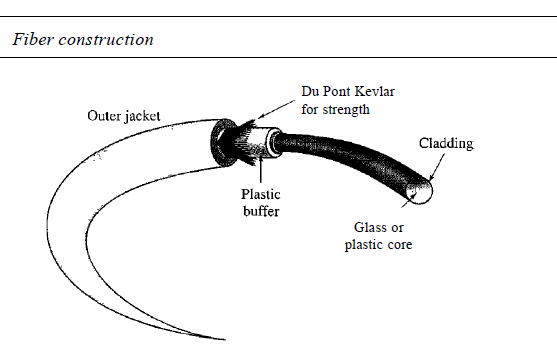 Fiber construction
Du Pont Kevlar
for strength
Outer jacket
Cladding
Plastic
buffer
Glass or
plastic core